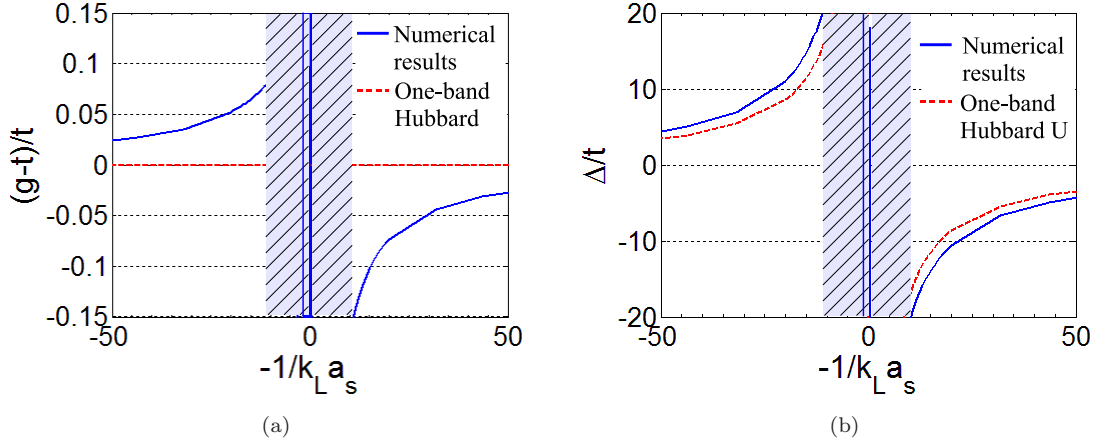 0.15
0.1
0.05
0
-0.05
-0.1
-0.15
-50
0
50
(g-t)/t
-1/k_L a_s
Numerical
results
One-band
Hubbard
(a)
20
10
0
-10
-20
-50
0
50
Δ/t
-1/k_L a_s
Numerical
results
One-band
Hubbard U
(b)